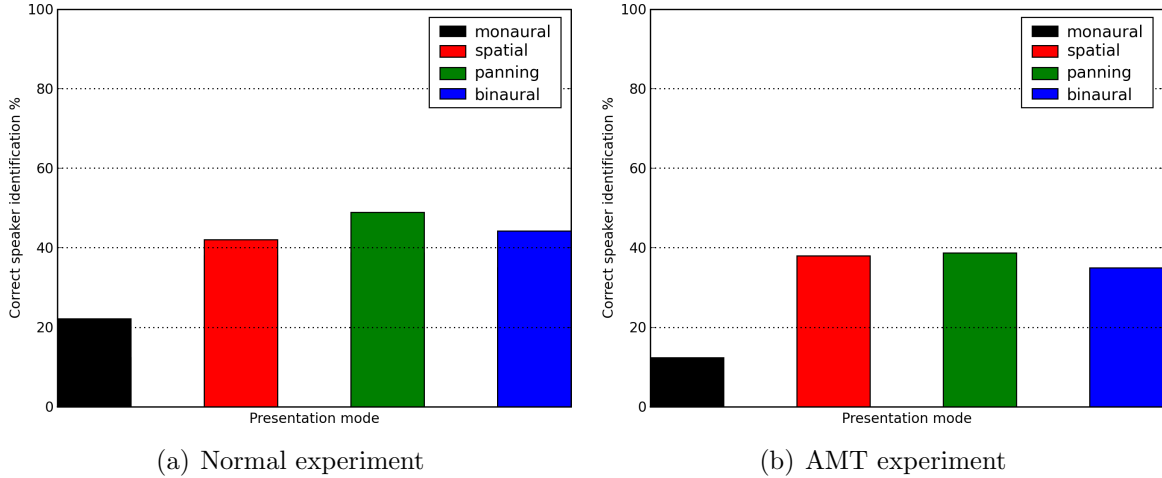 Correct speaker identification %
100
80
60
40
20
0
monaural
spatial
panning
binaural
Presentation mode
(a) Normal experiment
Correct speaker identification %
100
80
60
40
20
0
monaural
spatial
panning
binaural
Presentation mode
(b) AMT experiment